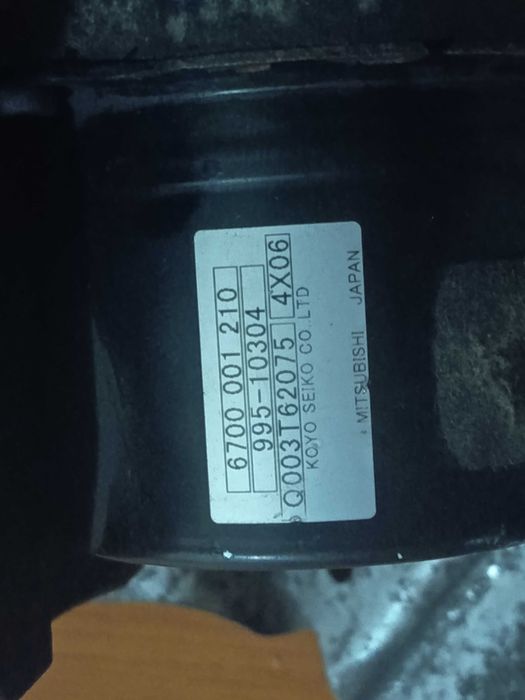 6700 001 210
995-10304
Q003T62075 4X06
KOYO SEIKO CO.,LTD
MITSUBISHI JAPAN